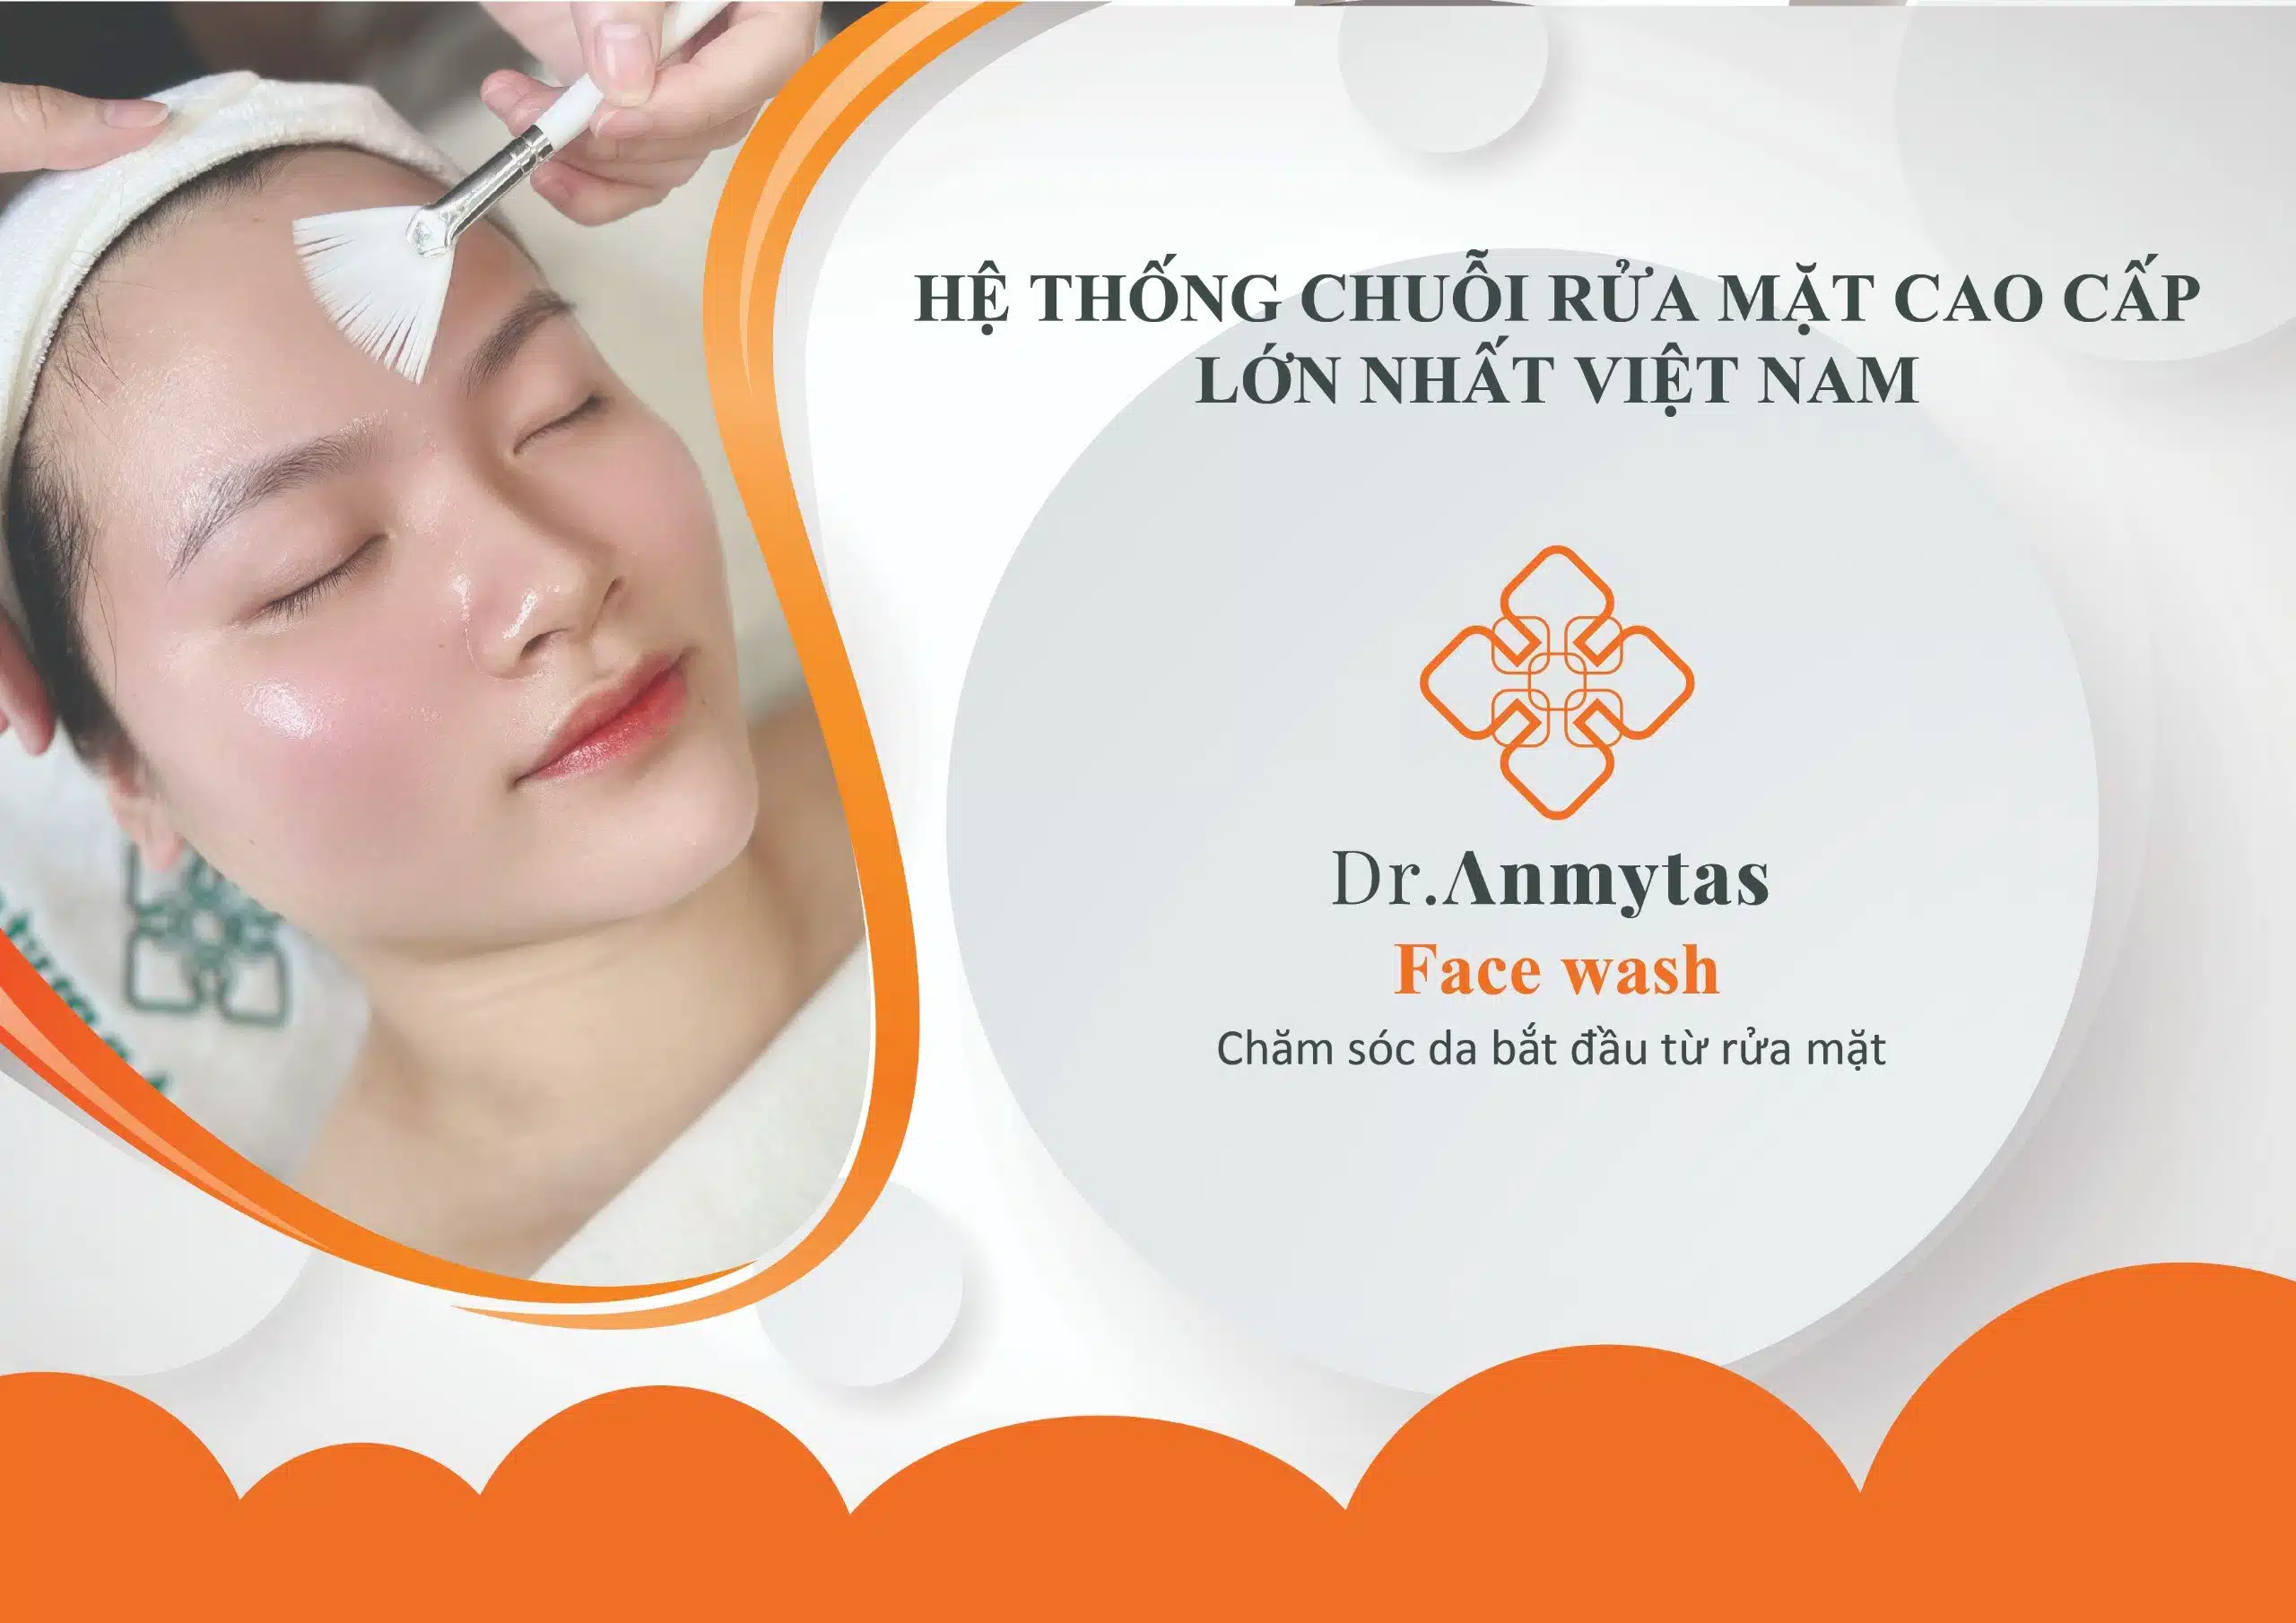 HỆ THỐNG CHUỖI RỬA MẶT CAO CẤP
LỚN NHẤT VIỆT NAM
Dr.Anmytas
Face wash
Chăm sóc da bắt đầu từ rửa mặt